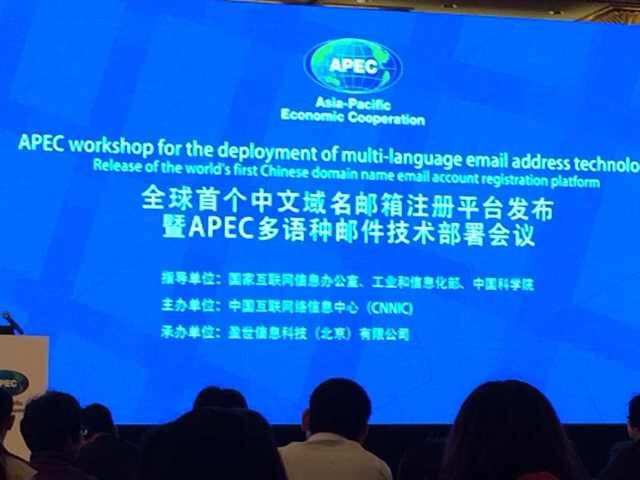 APEC
Asia-Pacific
Economic Cooperation
APEC workshop for the deployment of multi-language email address technolo
Release of the world's first Chinese domain name email account registration platform
全球首个中文域名邮箱注册平台发布
暨APEC多语种邮件技术部署会议
指导单位：国家互联网信息办公室、工业和信息化部、中国科学院
主办单位：中国互联网络信息中心（CNNIC）
承办单位：盈世信息科技（北京）有限公司
APEC